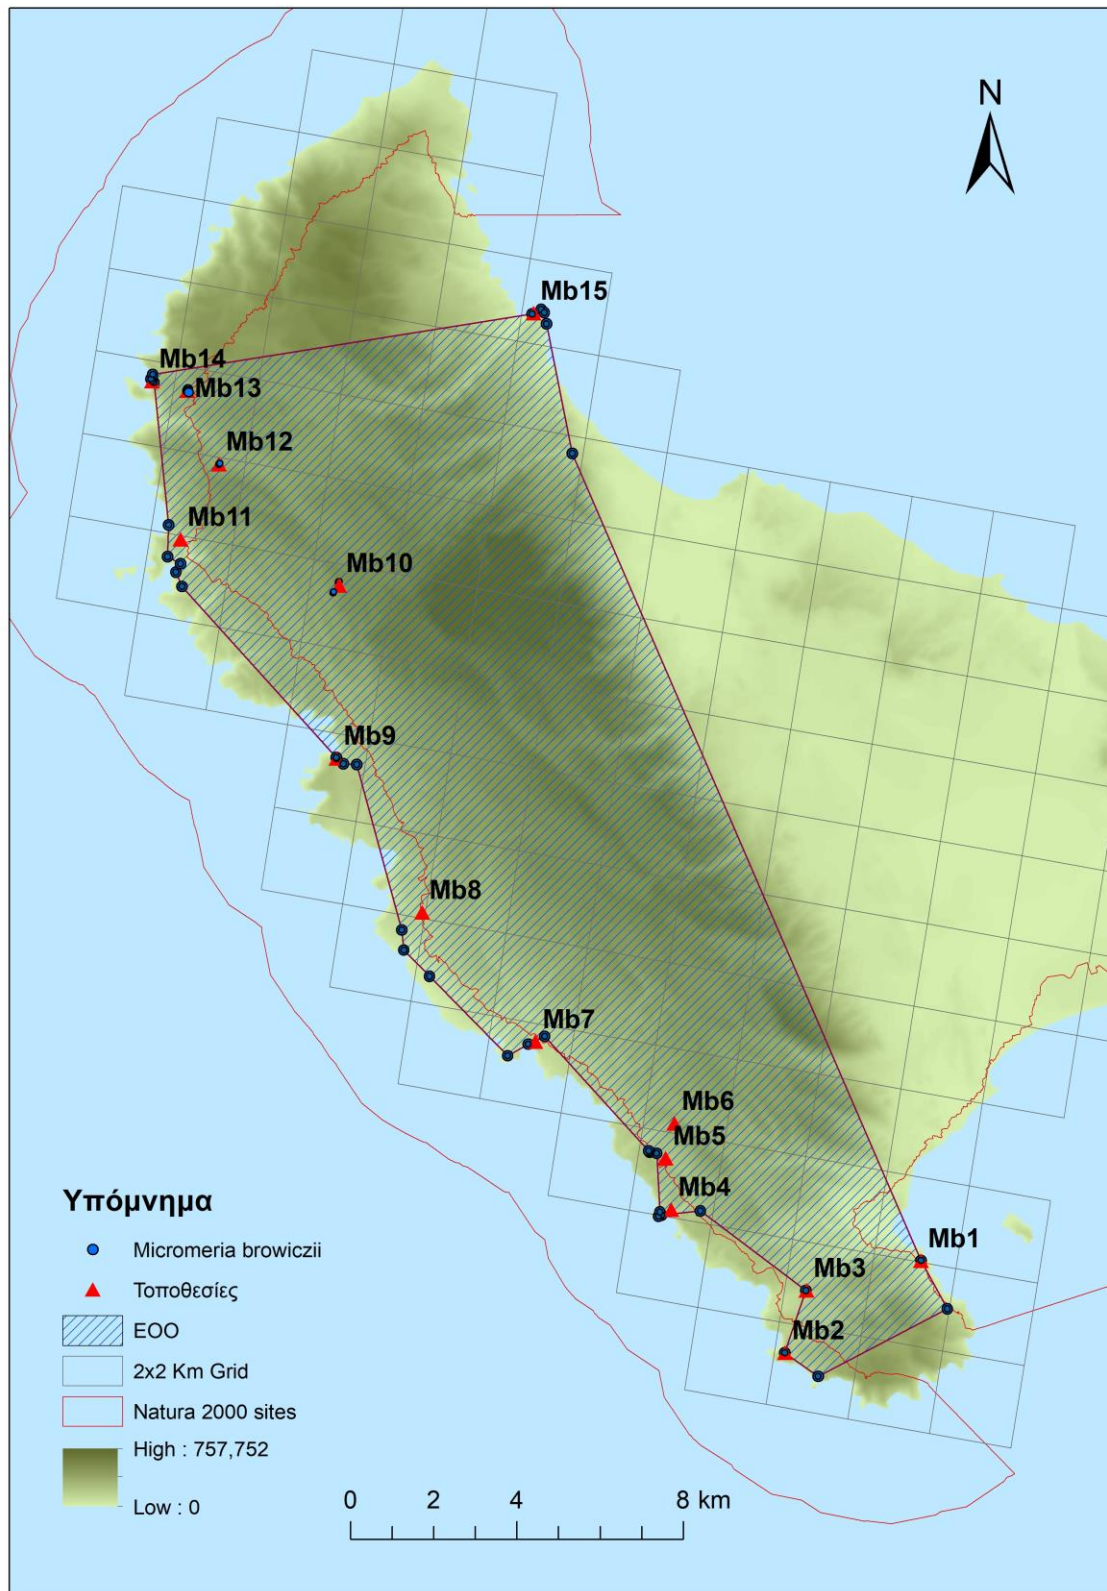 N
Mb15
Mb14
Mb13
Mb12
Mb11
Mb10
Mb9
Mb8
Mb7
Mb6
Mb5
Mb4
Mb1
Mb3
Mb2
Υπόμνημα
Micromeria browiczii
Τοποθεσίες
EOO
2x2 Km Grid
Natura 2000 sites
High : 757,752
Low : 0
0 2 4 8 km